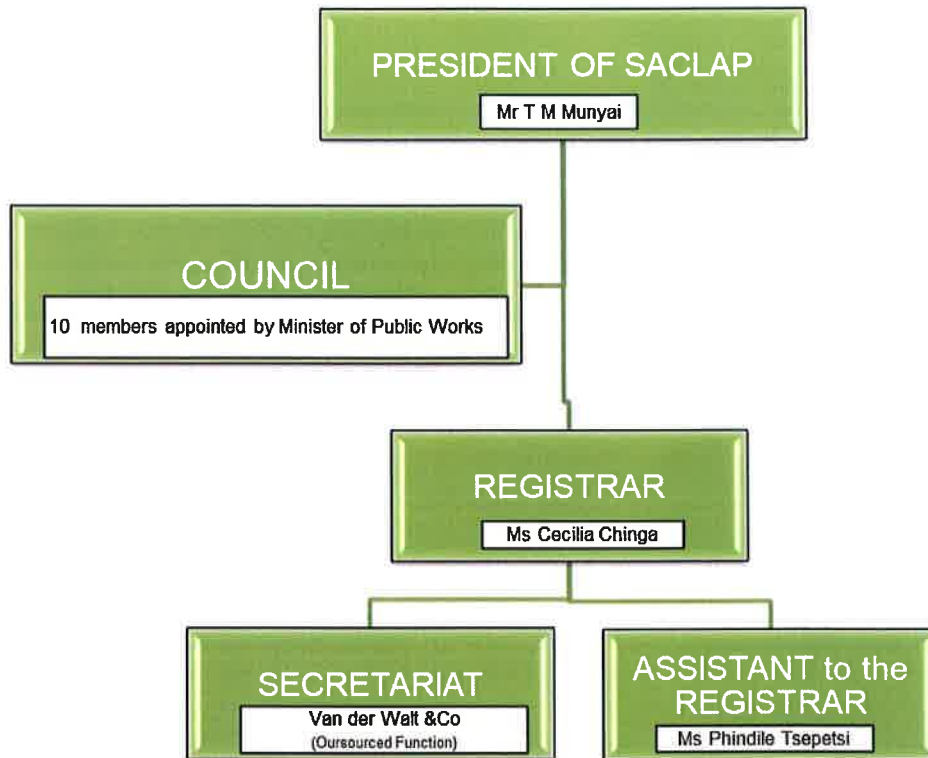 PRESIDENT OF SACLAP
Mr T M Munyai
COUNCIL
10 members appointed by Minister of Public Works
REGISTRAR
Ms Cecilia Chinga
SECRETARIAT
Van der Walt &Co
(Oursourced Function)
ASSISTANT to the
REGISTRAR
Ms Phindile Tsepetsi